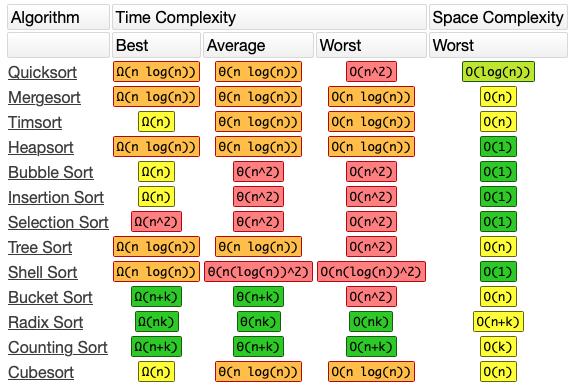 Algorithm Time Complexity Space Complexity
Best Average Worst Worst
Quicksort Ω(n log(n)) θ(n log(n)) O(n^2) O(log(n))
Mergesort Ω(n log(n)) θ(n log(n)) O(n log(n)) O(n)
Timsort Ω(n) θ(n log(n)) O(n log(n)) O(n)
Heapsort Ω(n log(n)) θ(n log(n)) O(n log(n)) O(1)
Bubble Sort Ω(n) θ(n^2) O(n^2) O(1)
Insertion Sort Ω(n) θ(n^2) O(n^2) O(1)
Selection Sort Ω(n^2) θ(n^2) O(n^2) O(1)
Tree Sort Ω(n log(n)) θ(n log(n)) O(n^2) O(n)
Shell Sort Ω(n log(n)) θ(n(log(n))^2) O(n(log(n))^2) O(1)
Bucket Sort Ω(n+k) θ(n+k) O(n^2) O(n)
Radix Sort Ω(nk) θ(nk) O(nk) O(n+k)
Counting Sort Ω(n+k) θ(n+k) O(n+k) O(k)
Cubesort Ω(n) θ(n log(n)) O(n log(n)) O(n)